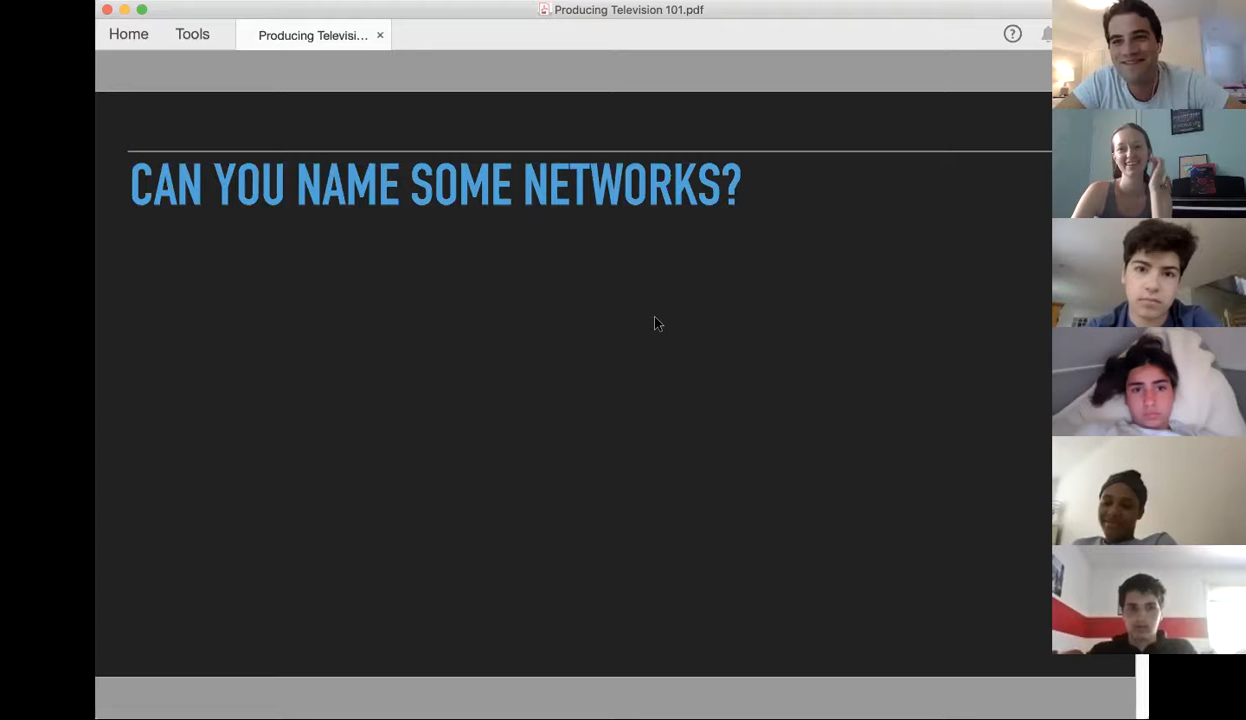 Producing Television 101.pdf
Home
Tools
Producing Televisi...
CAN YOU NAME SOME NETWORKS?